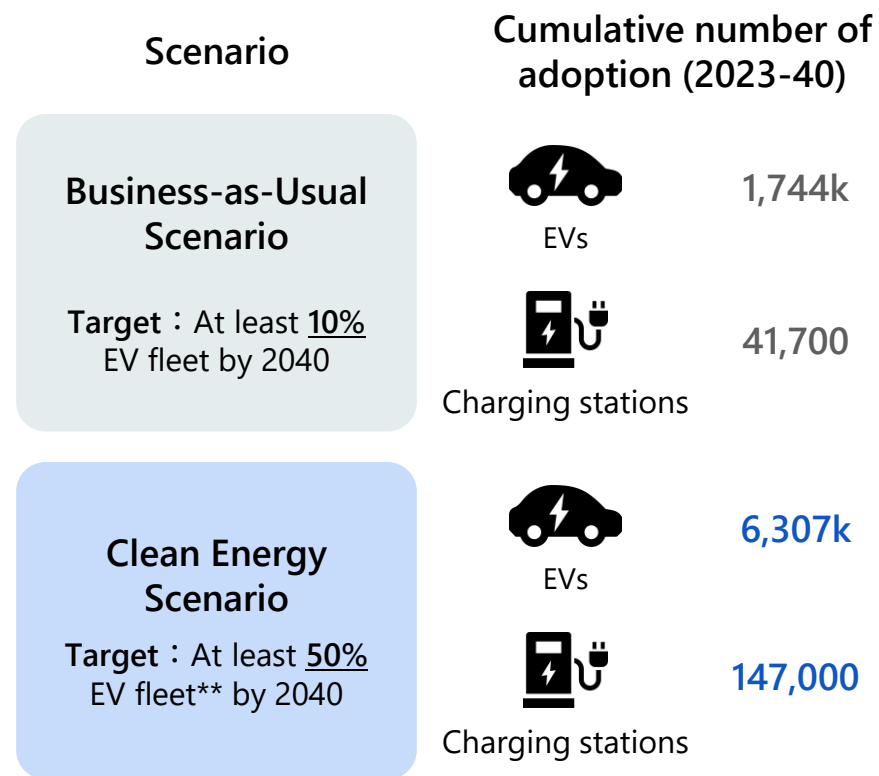 Scenario
Cumulative number of
adoption (2023-40)
Business-as-Usual
Scenario
Target：At least 10%
EV fleet by 2040
EVs
1,744k
Charging stations
41,700
Clean Energy
Scenario
Target：At least 50%
EV fleet** by 2040
EVs
6,307k
Charging stations
147,000